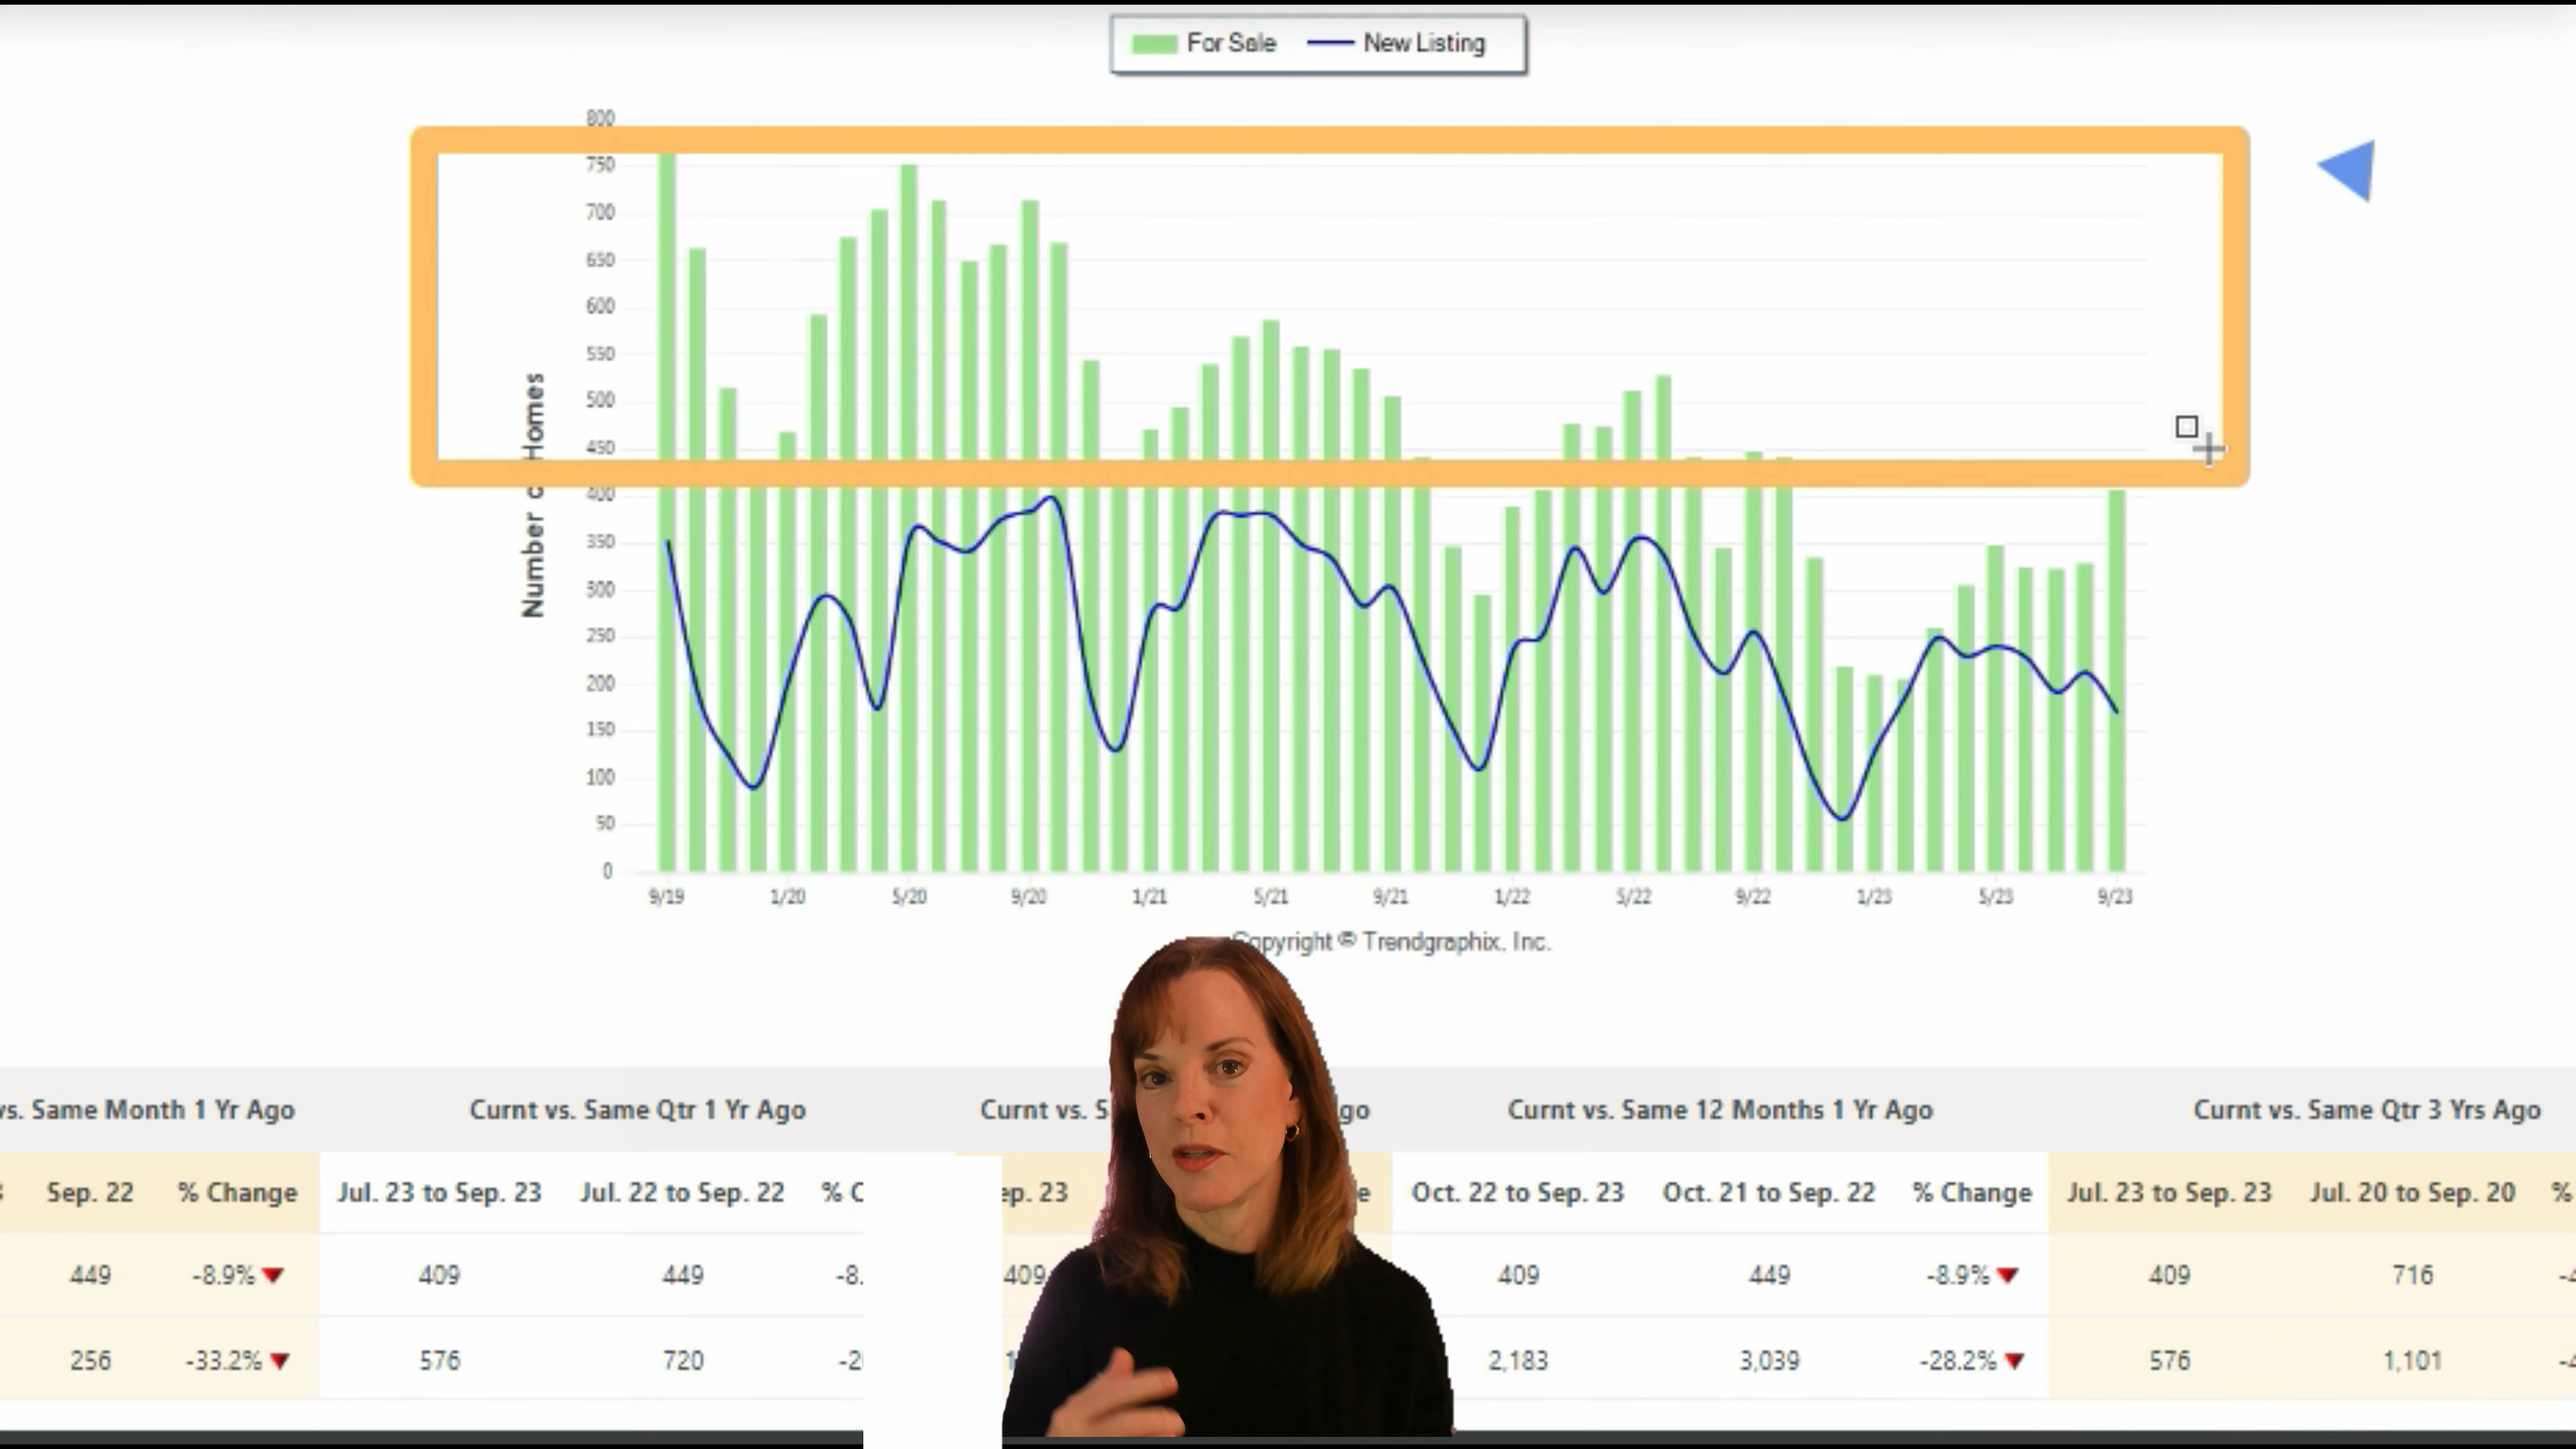 For Sale New Listing
800
750
700
650
600
550
500
450
400
350
300
250
200
150
100
50
0
Number Homes
9/19 1/20 5/20 9/20 1/21 5/21 9/21 1/22 5/22 9/22 1/23 5/23 9/23
Copyright © Trendgraphix, Inc.
vs. Same Month 1 Yr Ago Curnt vs. Same Qtr 1 Yr Ago Curnt vs. S go Curnt vs. Same 12 Months 1 Yr Ago Curnt vs. Same Qtr 3 Yrs Ago
Sep. 22 % Change Jul. 23 to Sep. 23 Jul. 22 to Sep. 22 % C ep. 23 e Oct. 22 to Sep. 23 Oct. 21 to Sep. 22 % Change Jul. 23 to Sep. 23 Jul. 20 to Sep. 20 %
449 -8.9% 409 449 -8. 409 409 449 -8.9% 409 716
256 -33.2% 576 720 -2 2,183 3,039 -28.2% 576 1,101